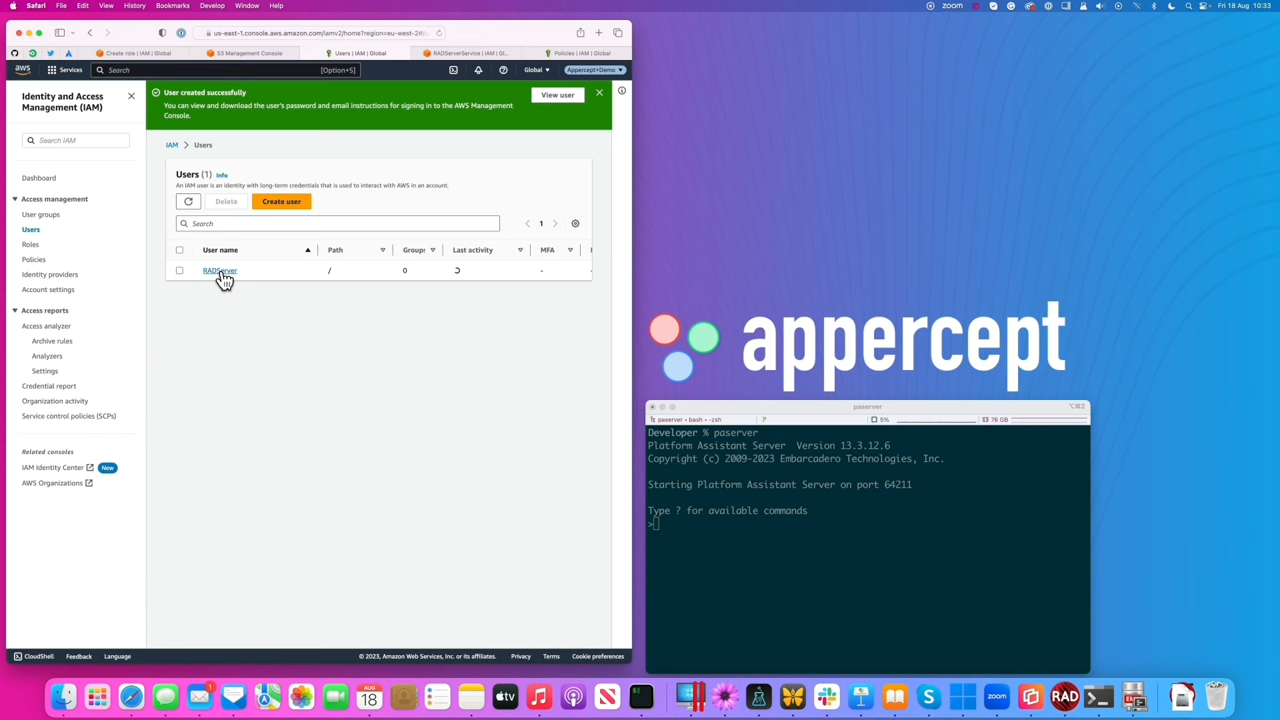 Safari File Edit View History Bookmarks Develop Window Help
zoom
Fri 18 Aug 10:33
us-east-1.console.aws.amazon.com/iamv2/home?region=eu-west-2#/
Create role | IAM | Global
S3 Management Console
Users | IAM | Global
RADServerService | IAM | Gl...
Policies | IAM | Global
aws
Services
Search
[Option+S]
Global
Appercept+Demo
Identity and Access
Management (IAM)
Search IAM
Dashboard
Access management
User groups
Users
Roles
Policies
Identity providers
Account settings
Access reports
Access analyzer
Archive rules
Analyzers
Settings
Credential report
Organization activity
Service control policies (SCPs)
Related consoles
IAM Identity Center
New
AWS Organizations
User created successfully
You can view and download the user's password and email instructions for signing in to the AWS Management
Console.
View user
IAM > Users
Users (1) Info
An IAM user is an identity with long-term credentials that is used to interact with AWS in an account.
Delete
Create user
Search
1
User name
Path
Groups
Last activity
MFA
RADServer
/
0
-
CloudShell Feedback Language
© 2023, Amazon Web Services, Inc. or its affiliates.
Privacy Terms Cookie preferences
appercept
paserver
⌥⌘2
paserver • bash • -zsh
5%
76 GB
Developer % paserver
Platform Assistant Server Version 13.3.12.6
Copyright (c) 2009-2023 Embarcadero Technologies, Inc.
Starting Platform Assistant Server on port 64211
Type ? for available commands
>
1
AUG
18
tv
zoom
RAD